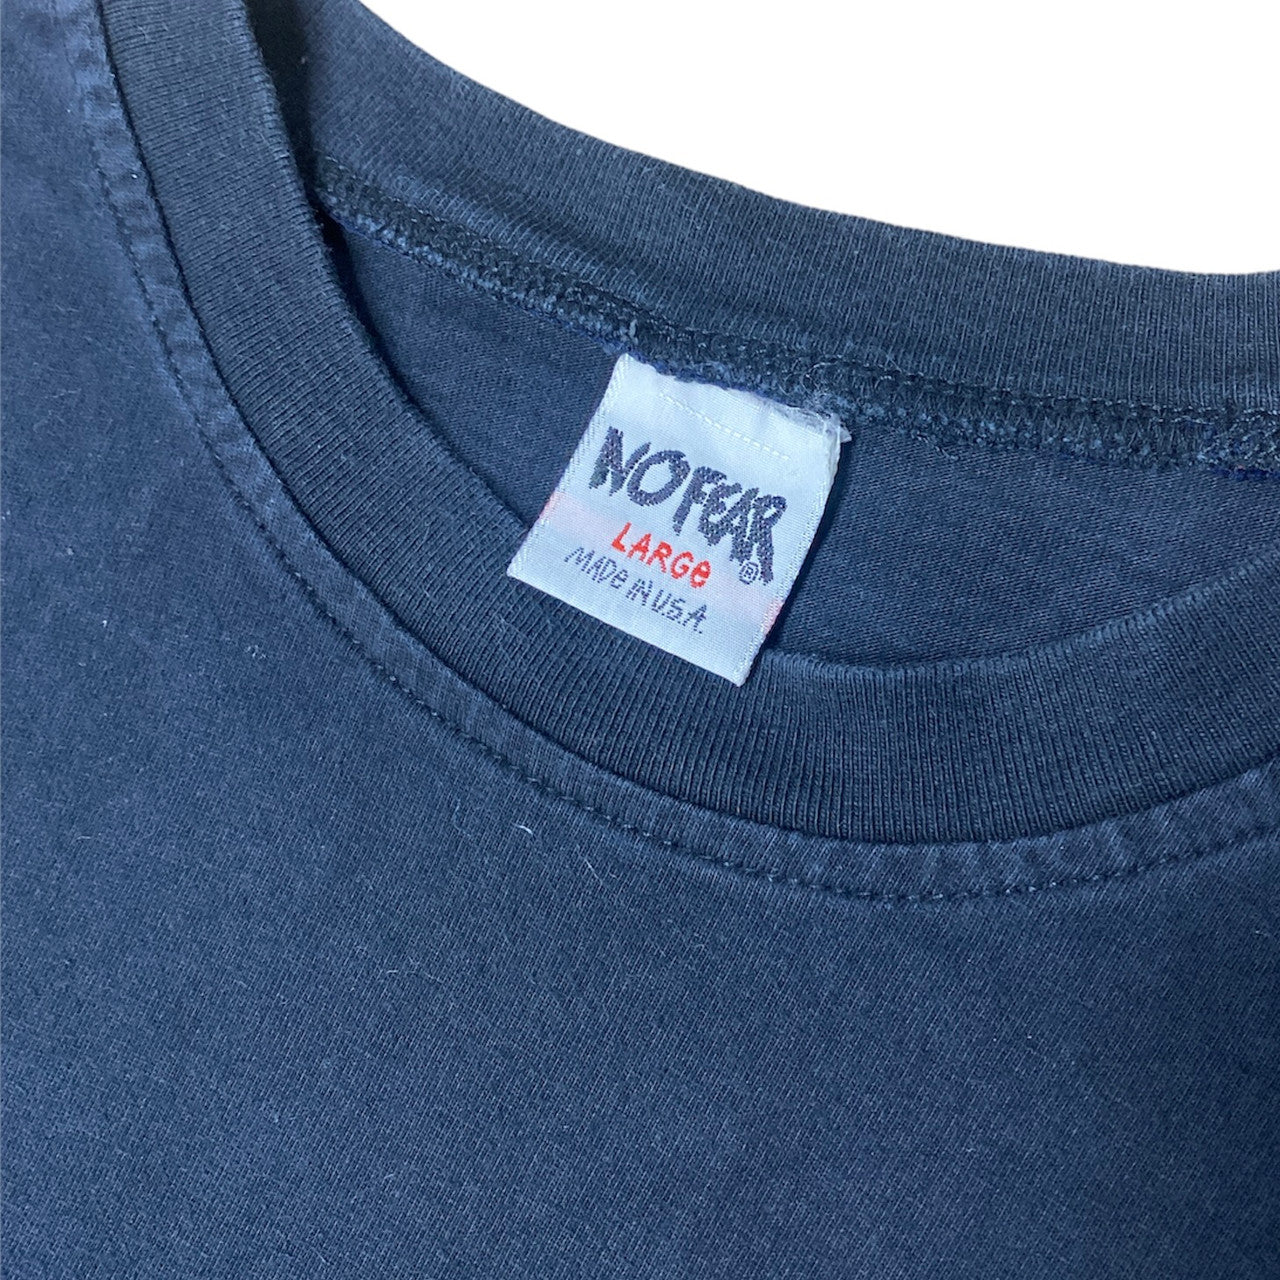 NO FEAR
LARGe ®
MADe IN U.S.A.